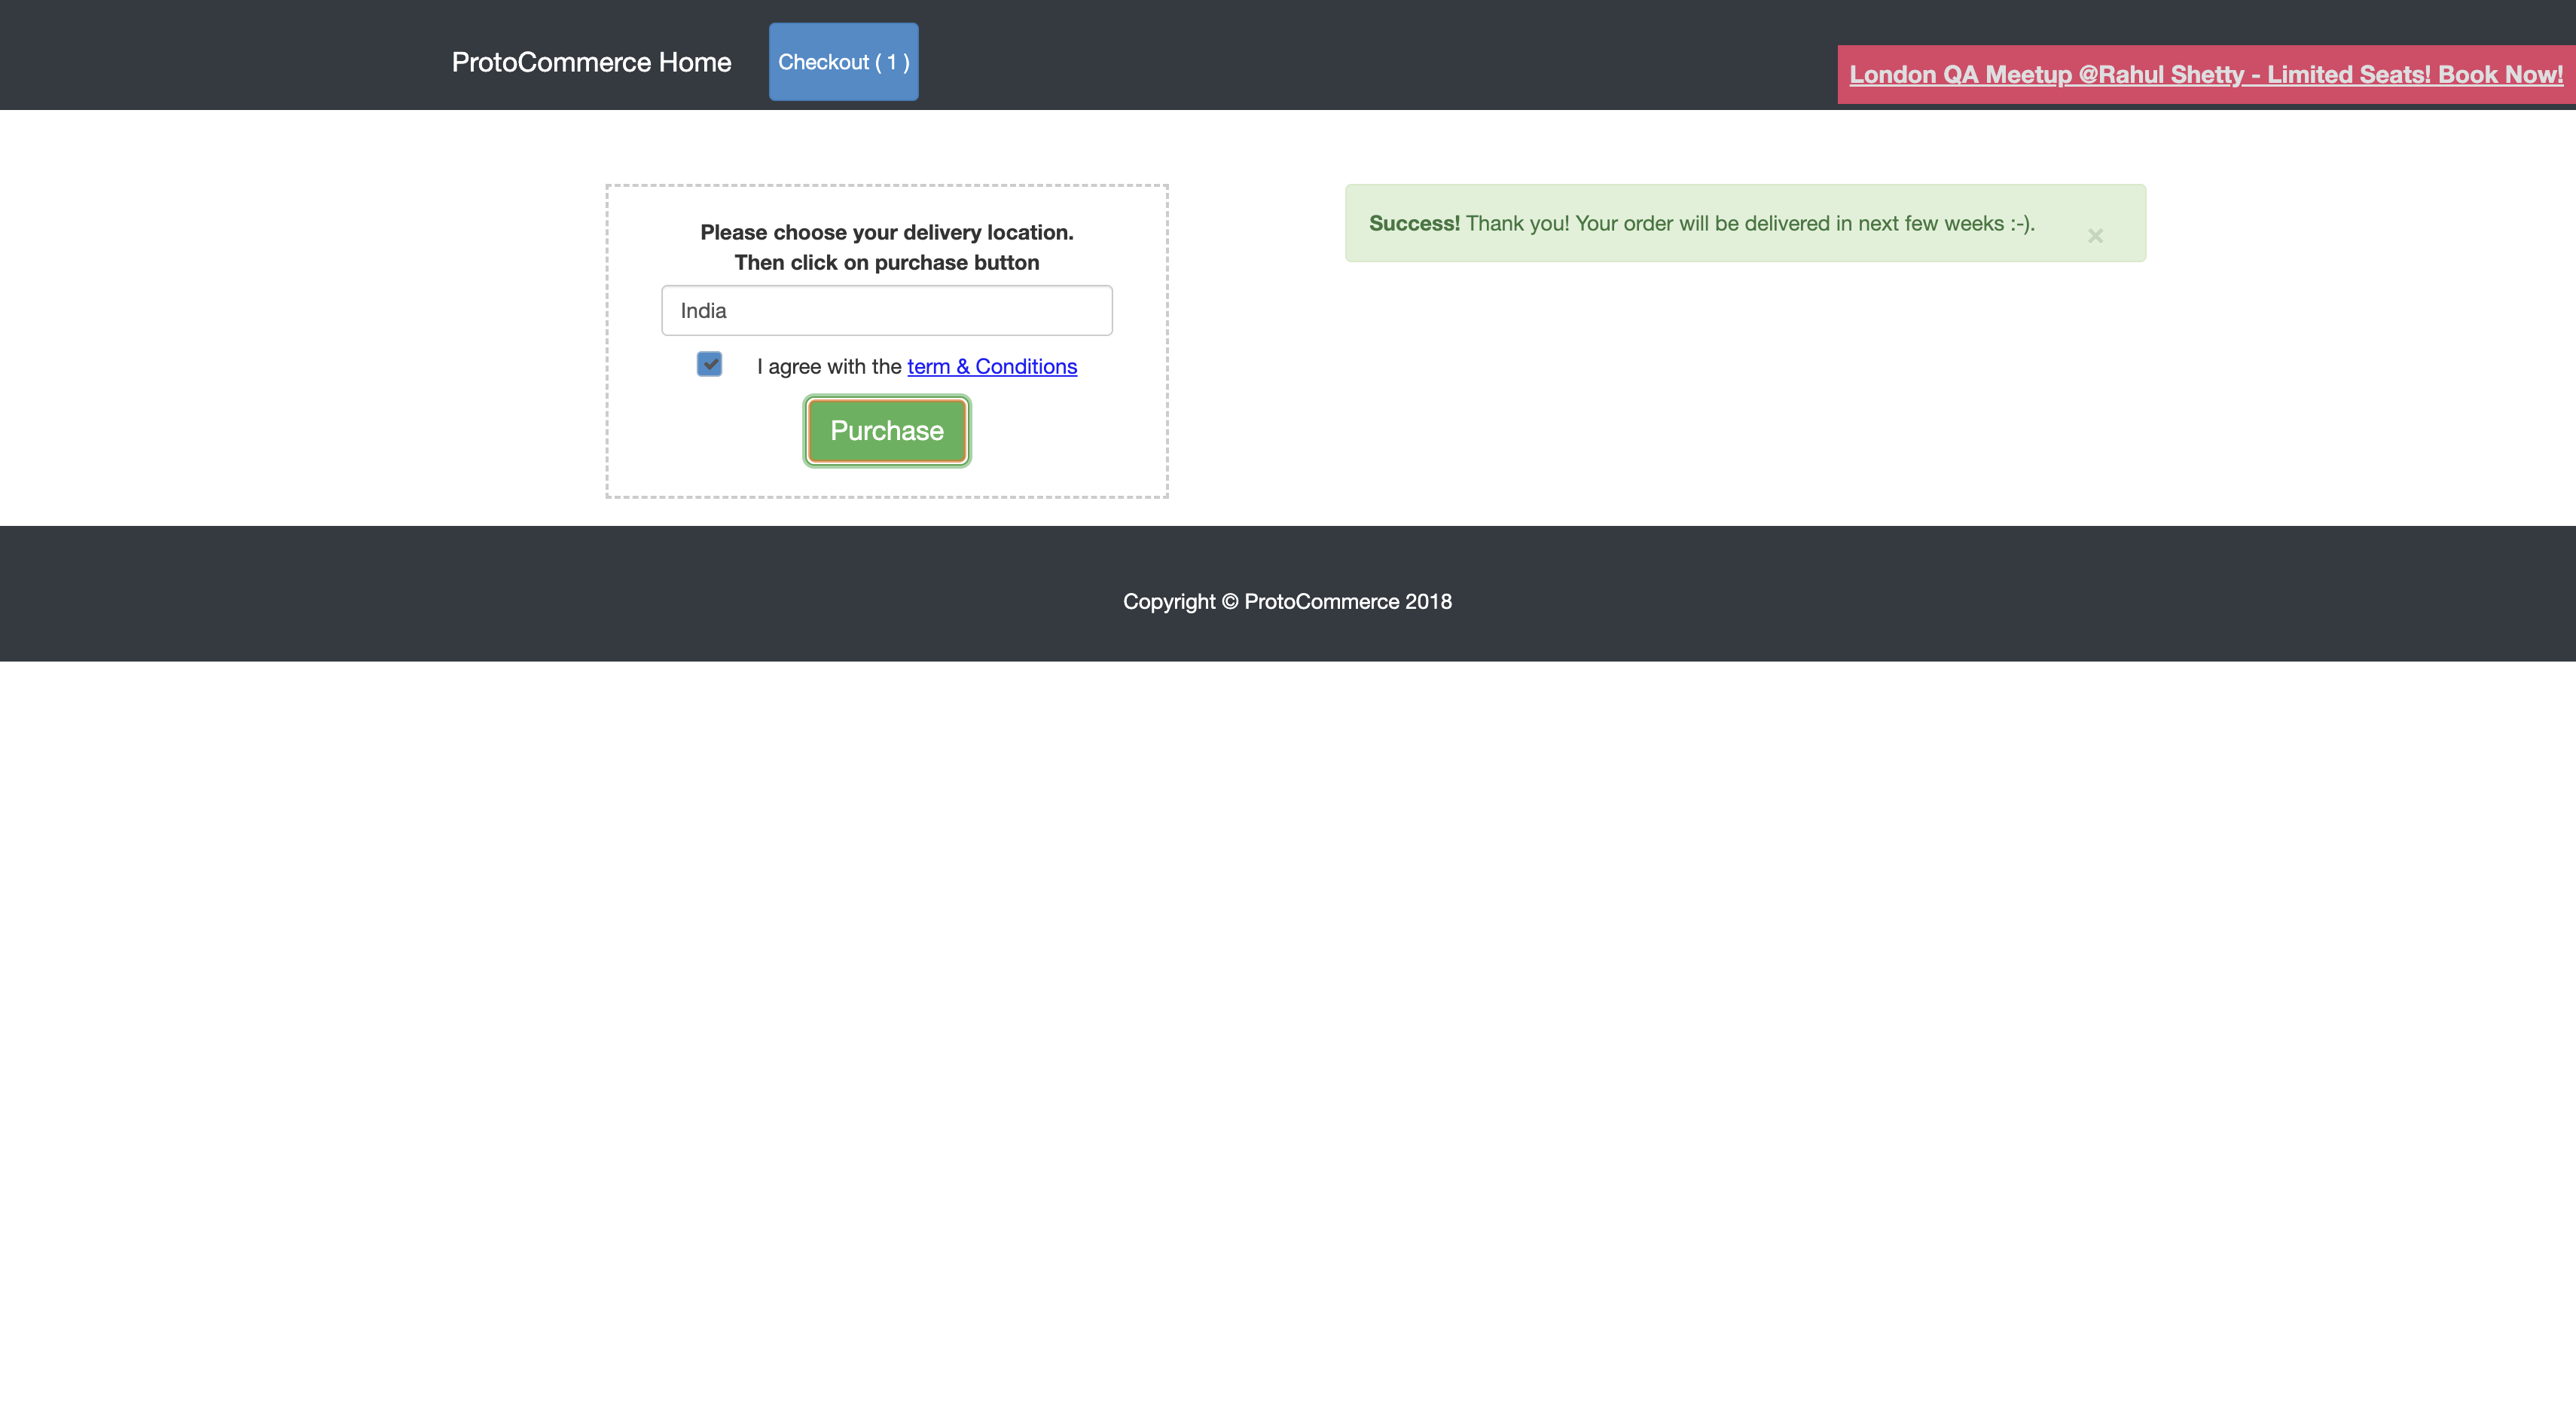 ProtoCommerce Home
Checkout ( 1 )
London QA Meetup @Rahul Shetty - Limited Seats! Book Now!
Please choose your delivery location.
Then click on purchase button
India
I agree with the term & Conditions
Purchase
Success! Thank you! Your order will be delivered in next few weeks :-).
×
Copyright © ProtoCommerce 2018